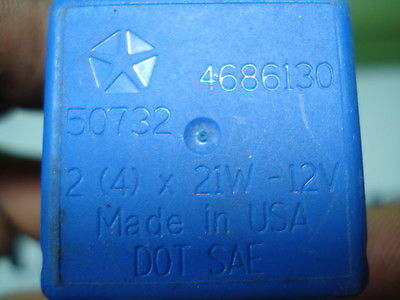 4686130
50732
2 (4) x 21W -12V
Made in USA
DOT SAE